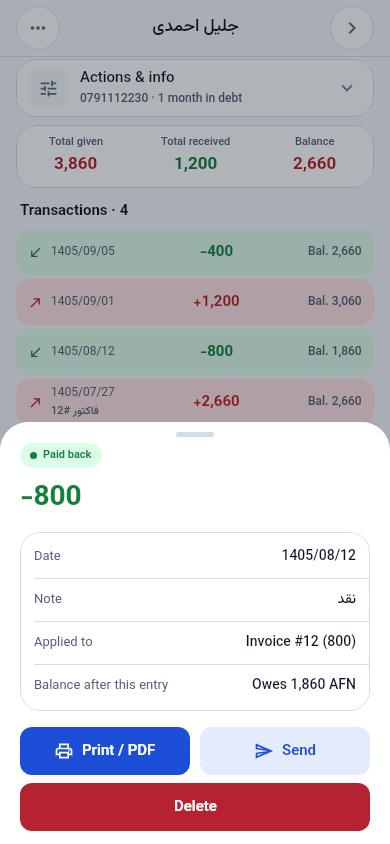 جلیل احمدی
Actions & info
0791112230 · 1 month in debt
Total given
Total received
Balance
3,860
1,200
2,660
Transactions · 4
1405/09/05
-400
Bal. 2,660
1405/09/01
+1,200
Bal. 3,060
1405/08/12
-800
Bal. 1,860
1405/07/27
+2,660
Bal. 2,660
فاکتور #12
Paid back
-800
Date
1405/08/12
Note
نقد
Applied to
Invoice #12 (800)
Balance after this entry
Owes 1,860 AFN
Print / PDF
Send
Delete